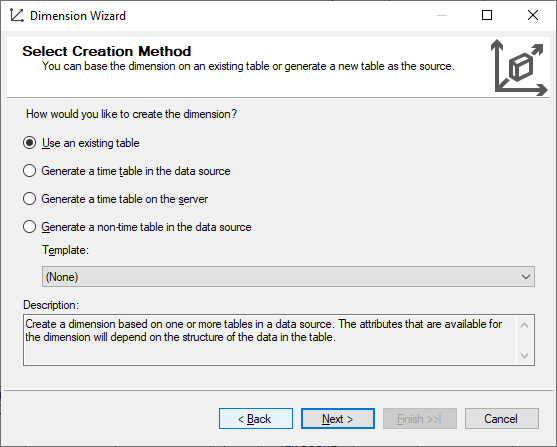 Dimension Wizard
Select Creation Method
You can base the dimension on an existing table or generate a new table as the source.
How would you like to create the dimension?
Use an existing table
Generate a time table in the data source
Generate a time table on the server
Generate a non-time table in the data source
Template:
(None)
Description:
Create a dimension based on one or more tables in a data source. The attributes that are available for
the dimension will depend on the structure of the data in the table.
< Back
Next >
Finish >>|
Cancel